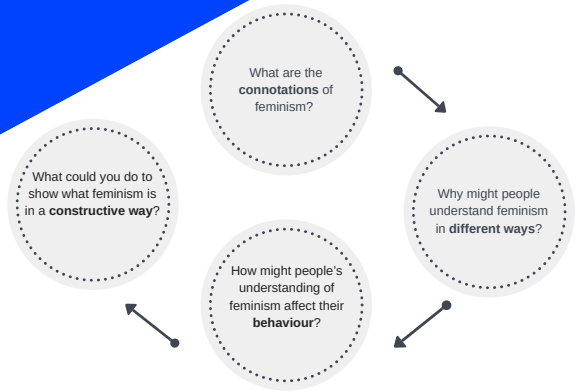 What are the
connotations of
feminism?
Why might people
understand feminism
in different ways?
How might people's
understanding of
feminism affect their
behaviour?
What could you do to
show what feminism is
in a constructive way?